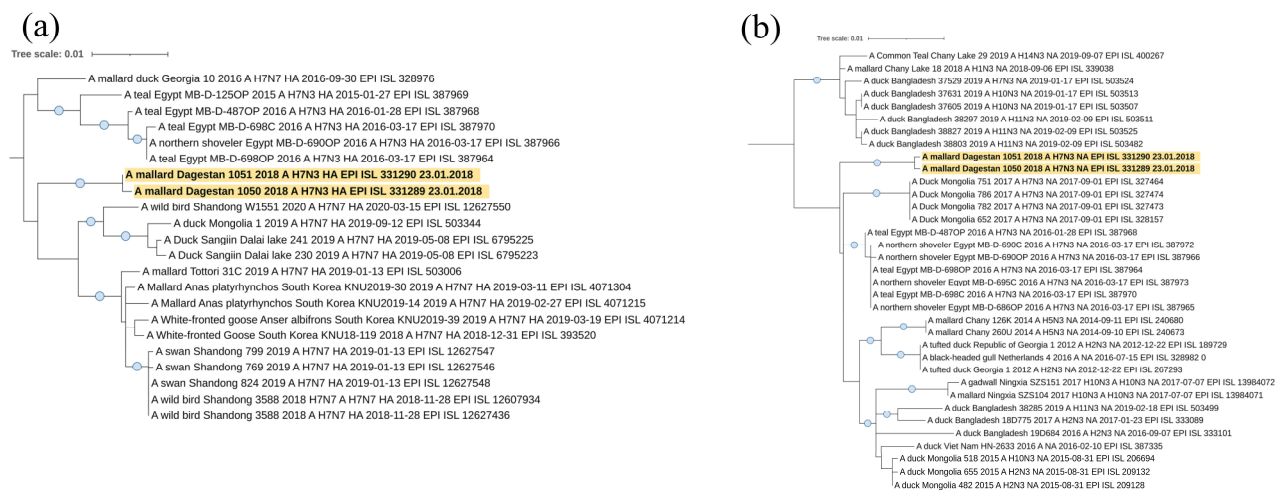 (a)
Tree scale: 0.01
A mallard duck Georgia 10 2016 A H7N7 HA 2016-09-30 EPI ISL 328976
A teal Egypt MB-D-125OP 2015 A H7N3 HA 2015-01-27 EPI ISL 387969
A teal Egypt MB-D-487OP 2016 A H7N3 HA 2016-01-28 EPI ISL 387968
A teal Egypt MB-D-698C 2016 A H7N3 HA 2016-03-17 EPI ISL 387970
A northern shoveler Egypt MB-D-690OP 2016 A H7N3 HA 2016-03-17 EPI ISL 387966
A teal Egypt MB-D-698OP 2016 A H7N3 HA 2016-03-17 EPI ISL 387964
A mallard Dagestan 1051 2018 A H7N3 HA EPI ISL 331290 23.01.2018
A mallard Dagestan 1050 2018 A H7N3 HA EPI ISL 331289 23.01.2018
A wild bird Shandong W1551 2020 A H7N7 HA 2020-03-15 EPI ISL 12627550
A duck Mongolia 1 2019 A H7N7 HA 2019-09-12 EPI ISL 503344
A Duck Sangiin Dalai lake 241 2019 A H7N7 HA 2019-05-08 EPI ISL 6795225
A Duck Sangiin Dalai lake 230 2019 A H7N7 HA 2019-05-08 EPI ISL 6795223
A mallard Tottori 31C 2019 A H7N7 HA 2019-01-13 EPI ISL 503006
A Mallard Anas platyrhynchos South Korea KNU2019-30 2019 A H7N7 HA 2019-03-11 EPI ISL 4071304
A Mallard Anas platyrhynchos South Korea KNU2019-14 2019 A H7N7 HA 2019-02-27 EPI ISL 4071215
A White-fronted goose Anser albifrons South Korea KNU2019-39 2019 A H7N7 HA 2019-03-19 EPI ISL 4071214
A White-fronted Goose South Korea KNU18-119 2018 A H7N7 HA 2018-12-31 EPI ISL 393520
A swan Shandong 799 2019 A H7N7 HA 2019-01-13 EPI ISL 12627547
A swan Shandong 769 2019 A H7N7 HA 2019-01-13 EPI ISL 12627546
A swan Shandong 824 2019 A H7N7 HA 2019-01-13 EPI ISL 12627548
A wild bird Shandong 3588 2018 H7N7 A H7N7 HA 2018-11-28 EPI ISL 12607934
A wild bird Shandong 3588 2018 A H7N7 HA 2018-11-28 EPI ISL 12627436
(b)
Tree scale: 0.01
A Common Teal Chany Lake 29 2019 A H14N3 NA 2019-09-07 EPI ISL 400267
A mallard Chany Lake 18 2018 A H1N3 NA 2018-09-06 EPI ISL 339038
A duck Bangladesh 37529 2019 A H7N3 NA 2019-01-17 EPI ISL 503524
A duck Bangladesh 37631 2019 A H10N3 NA 2019-01-17 EPI ISL 503513
A duck Bangladesh 37605 2019 A H10N3 NA 2019-01-17 EPI ISL 503507
A duck Bangladesh 38297 2019 A H11N3 NA 2019-02-09 EPI ISL 503511
A duck Bangladesh 38827 2019 A H11N3 NA 2019-02-09 EPI ISL 503525
A duck Bangladesh 38803 2019 A H11N3 NA 2019-02-09 EPI ISL 503482
A mallard Dagestan 1051 2018 A H7N3 NA EPI ISL 331290 23.01.2018
A mallard Dagestan 1050 2018 A H7N3 NA EPI ISL 331289 23.01.2018
A Duck Mongolia 751 2017 A H7N3 NA 2017-09-01 EPI ISL 327464
A Duck Mongolia 786 2017 A H7N3 NA 2017-09-01 EPI ISL 327474
A Duck Mongolia 782 2017 A H7N3 NA 2017-09-01 EPI ISL 327473
A Duck Mongolia 652 2017 A H7N3 NA 2017-09-01 EPI ISL 328157
A teal Egypt MB-D-487OP 2016 A H7N3 NA 2016-01-28 EPI ISL 387968
A northern shoveler Egypt MB-D-690C 2016 A H7N3 NA 2016-03-17 EPI ISL 387972
A northern shoveler Egypt MB-D-690OP 2016 A H7N3 NA 2016-03-17 EPI ISL 387966
A teal Egypt MB-D-698OP 2016 A H7N3 NA 2016-03-17 EPI ISL 387964
A northern shoveler Egypt MB-D-695C 2016 A H7N3 NA 2016-03-17 EPI ISL 387973
A teal Egypt MB-D-698C 2016 A H7N3 NA 2016-03-17 EPI ISL 387970
A northern shoveler Egypt MB-D-686OP 2016 A H7N3 NA 2016-03-17 EPI ISL 387965
A mallard Chany 126K 2014 A H5N3 NA 2014-09-11 EPI ISL 240680
A mallard Chany 260U 2014 A H5N3 NA 2014-09-10 EPI ISL 240673
A tufted duck Republic of Georgia 1 2012 A H2N3 NA 2012-12-22 EPI ISL 189729
A black-headed gull Netherlands 4 2016 A NA 2016-07-15 EPI ISL 328982 0
A tufted duck Georgia 1 2012 A H2N3 NA 2012-12-22 EPI ISL 207293
A gadwall Ningxia SZS151 2017 H10N3 A H10N3 NA 2017-07-07 EPI ISL 13984072
A mallard Ningxia SZS104 2017 H10N3 A H10N3 NA 2017-07-07 EPI ISL 13984071
A duck Bangladesh 38285 2019 A H11N3 NA 2019-02-18 EPI ISL 503499
A duck Bangladesh 18D775 2017 A H2N3 NA 2017-01-23 EPI ISL 333089
A duck Bangladesh 19D684 2016 A H2N3 NA 2016-09-07 EPI ISL 333101
A duck Viet Nam HN-2633 2016 A NA 2016-02-10 EPI ISL 387335
A duck Mongolia 518 2015 A H10N3 NA 2015-08-31 EPI ISL 206694
A duck Mongolia 655 2015 A H2N3 NA 2015-08-31 EPI ISL 209132
A duck Mongolia 482 2015 A H2N3 NA 2015-08-31 EPI ISL 209128